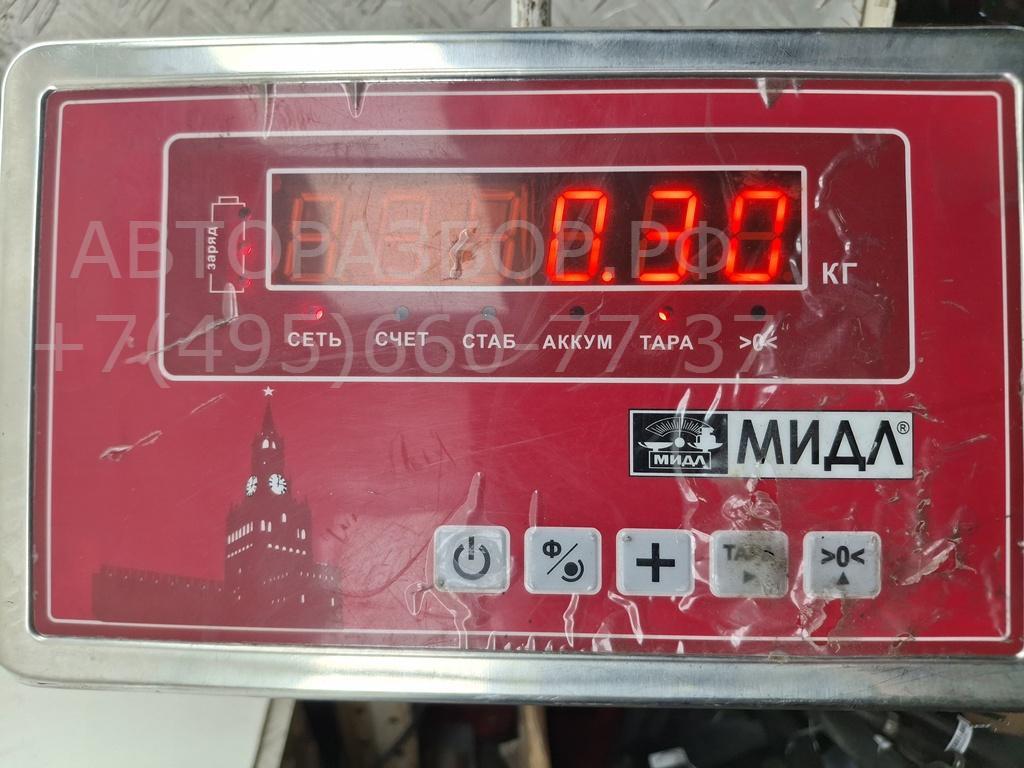 0.30
КГ
заряд
СЕТЬ СЧЕТ СТАБ АККУМ ТАРА >0<
АВТОРАЗБОР.РФ
+7(495)660-77-37
МИДЛ МИДЛ®
Ф ТАРА >0<